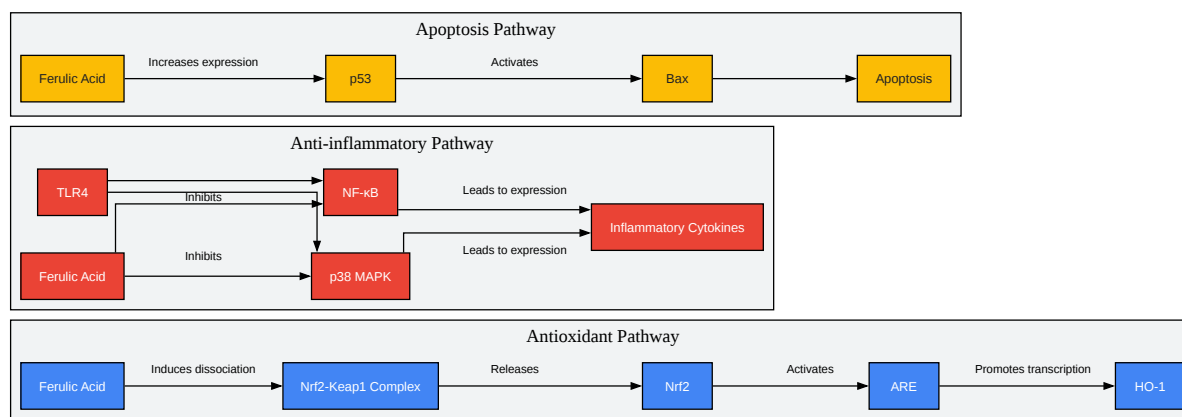 Apoptosis Pathway
Ferulic Acid
Increases expression
p53
Activates
Bax
Apoptosis
Anti-inflammatory Pathway
TLR4
Inhibits
NF-κB
Leads to expression
Inflammatory Cytokines
Ferulic Acid
Inhibits
p38 MAPK
Leads to expression
Antioxidant Pathway
Ferulic Acid
Induces dissociation
Nrf2-Keap1 Complex
Releases
Nrf2
Activates
ARE
Promotes transcription
HO-1